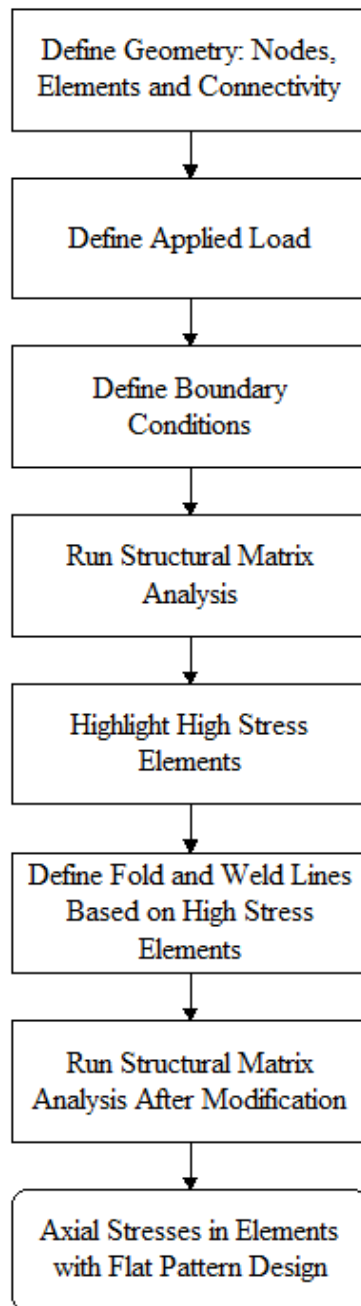 Define Geometry: Nodes,
Elements and Connectivity
Define Applied Load
Define Boundary
Conditions
Run Structural Matrix
Analysis
Highlight High Stress
Elements
Define Fold and Weld Lines
Based on High Stress
Elements
Run Structural Matrix
Analysis After Modification
Axial Stresses in Elements
with Flat Pattern Design